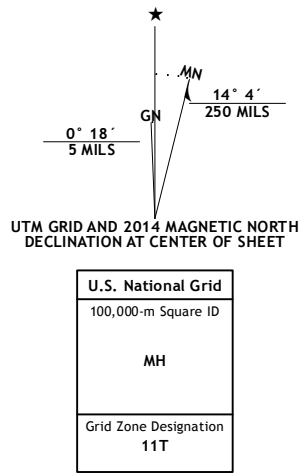 MN
GN
0° 18´
5 MILS
14° 4´
250 MILS
UTM GRID AND 2014 MAGNETIC NORTH
DECLINATION AT CENTER OF SHEET
U.S. National Grid
100,000-m Square ID
MH
Grid Zone Designation
11T